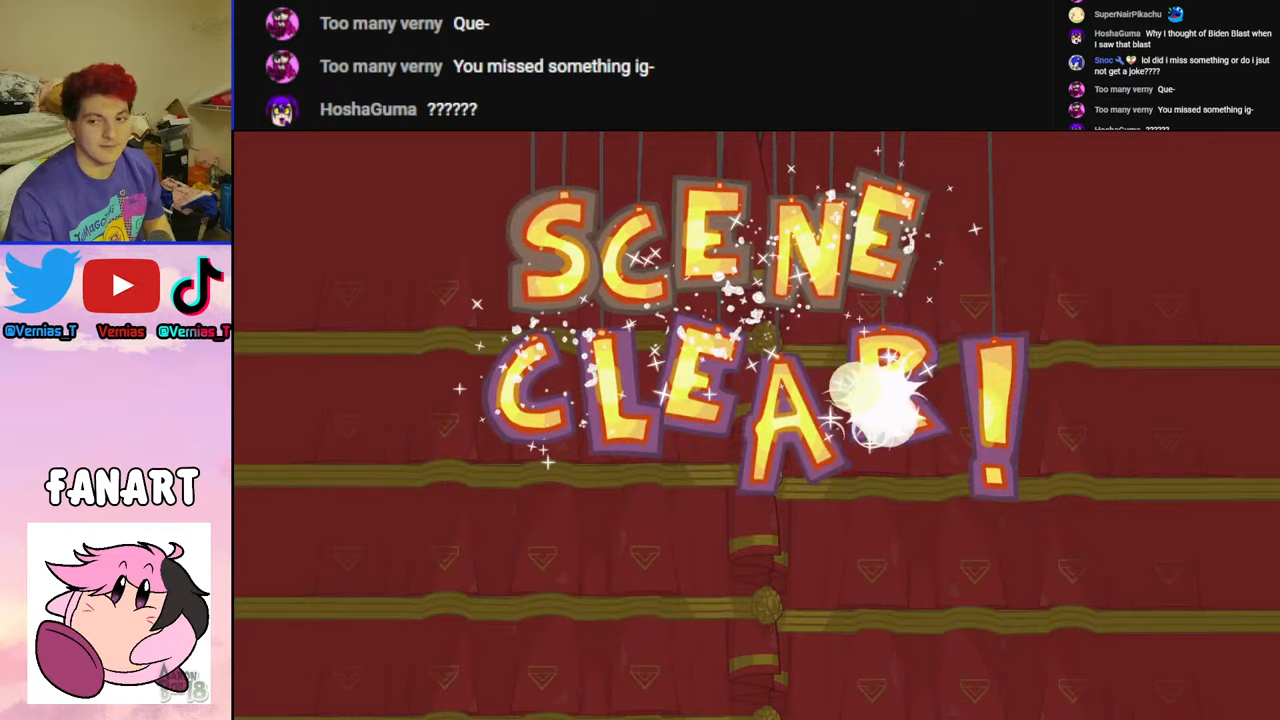 Too many verny Que-
Too many verny You missed something ig-
HoshaGuma ??????
SuperNairPikachu
HoshaGuma Why I thought of Biden Blast when
I saw that blast
Snoc lol did i miss something or do i jsut
not get a joke????
Too many verny Que-
Too many verny You missed something ig-
HoshaGuma ??????
SCENE
CLEAR!
@Vernias_T Vernias @Vernias_T
FANART